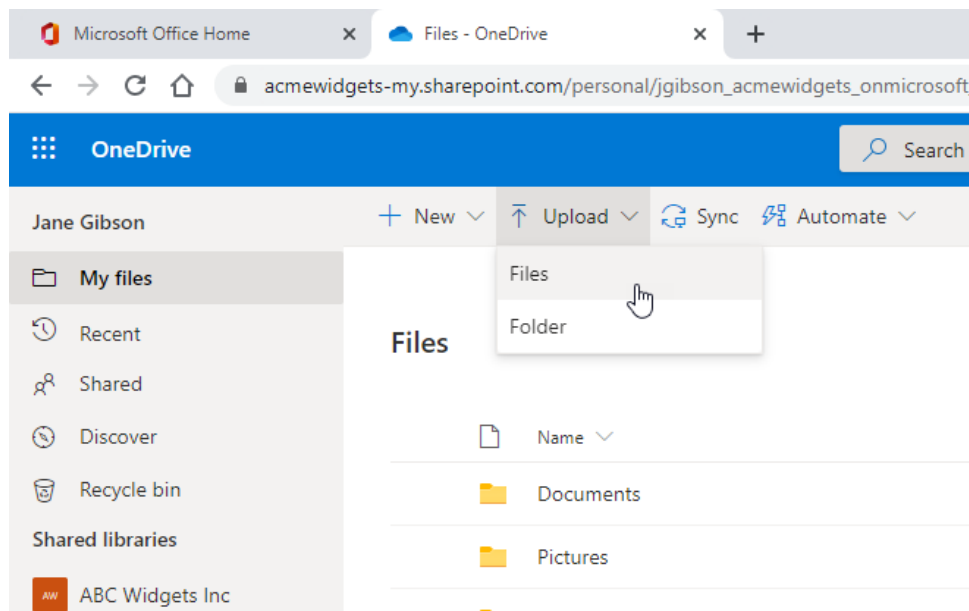 Microsoft Office Home
Files - OneDrive
acmewidgets-my.sharepoint.com/personal/jgibson_acmewidgets_onmicrosoft_
OneDrive
Search
Jane Gibson
New
Upload
Sync
Automate
My files
Files
Recent
Folder
Files
Shared
Discover
Name
Recycle bin
Documents
Shared libraries
Pictures
AW
ABC Widgets Inc